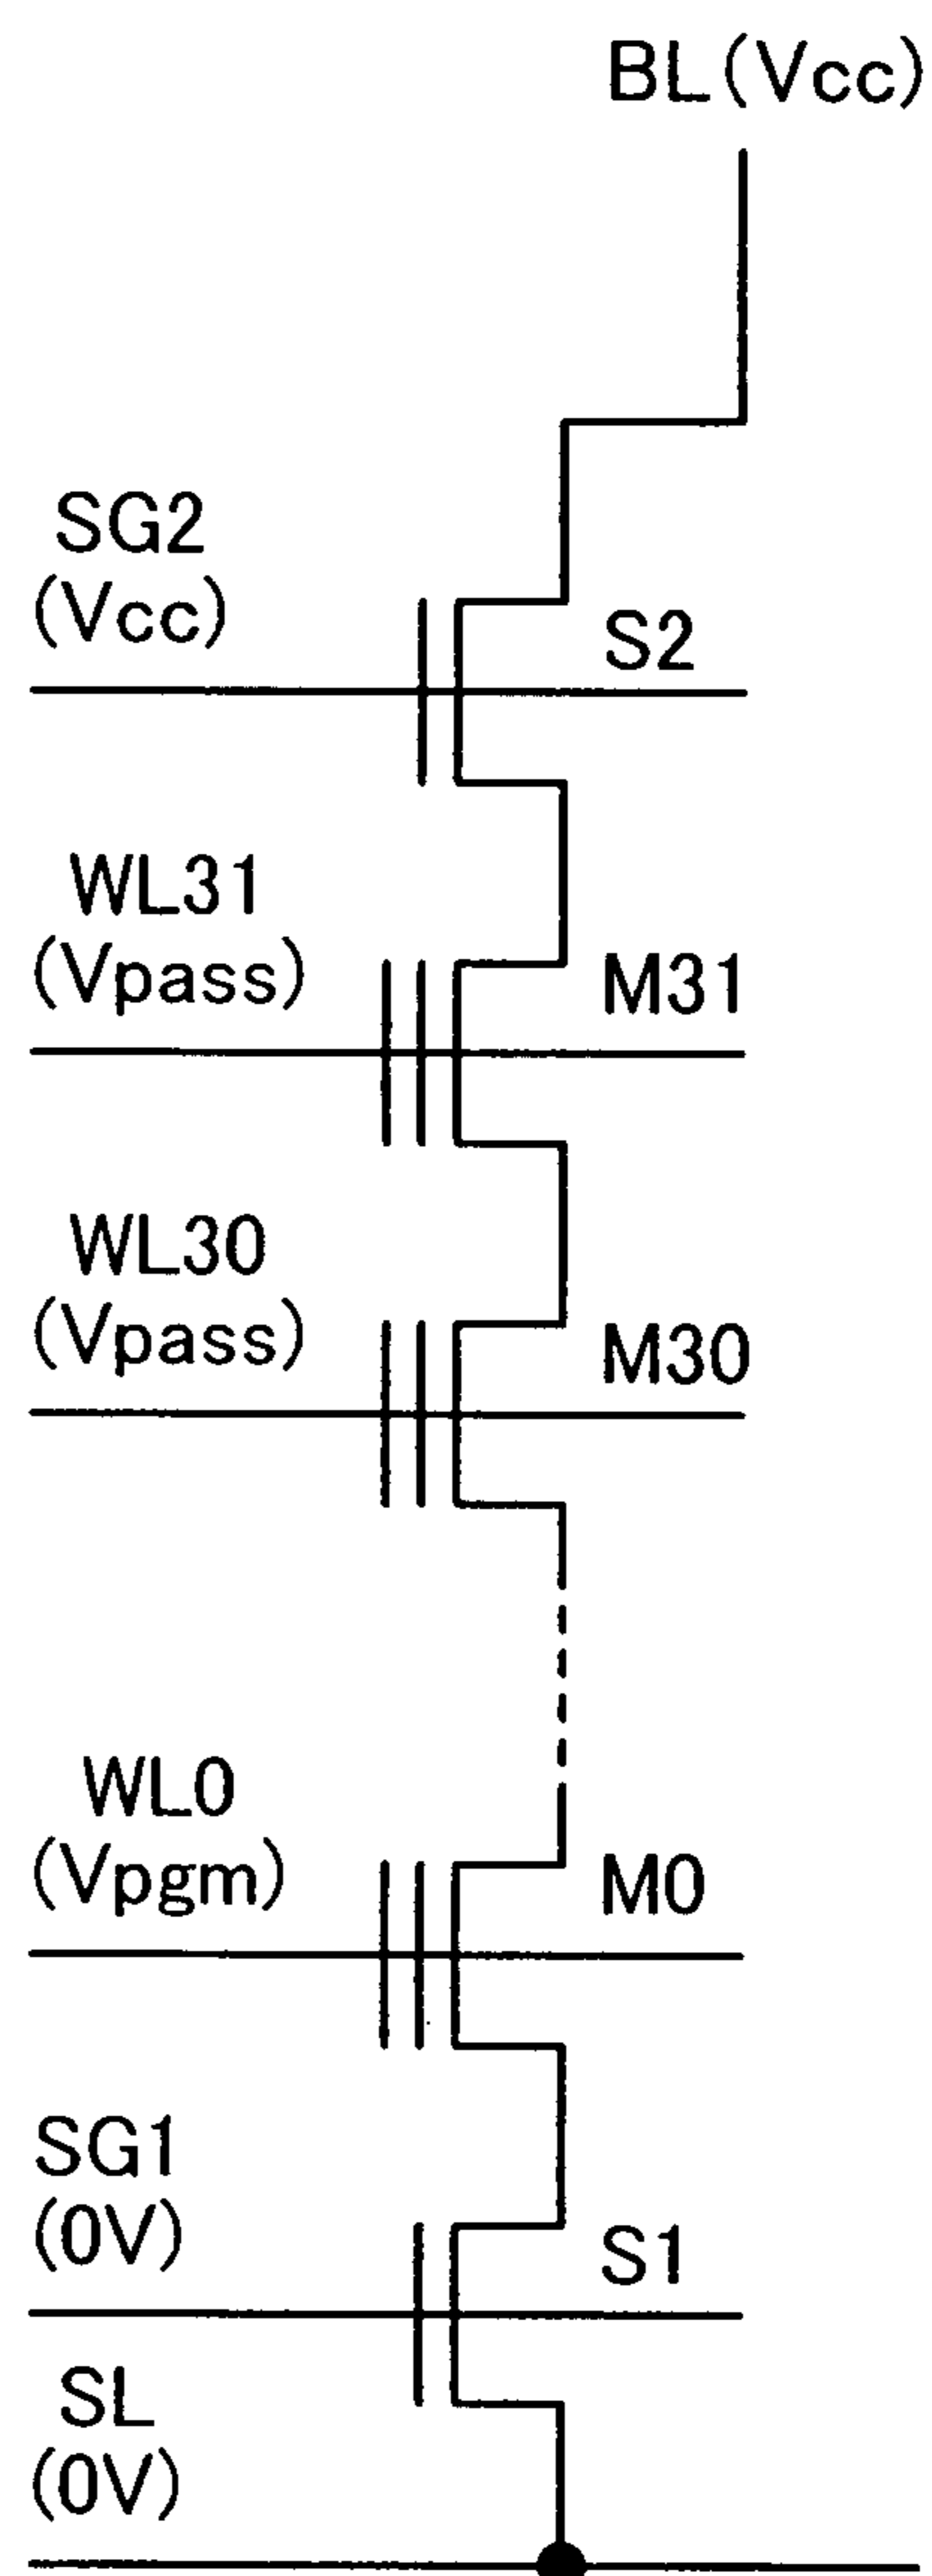 BL(Vcc)
SG2
(Vcc)
S2
WL31
(Vpass)
M31
WL30
(Vpass)
M30
WL0
(Vpgm)
M0
SG1
(0V)
S1
SL
(0V)